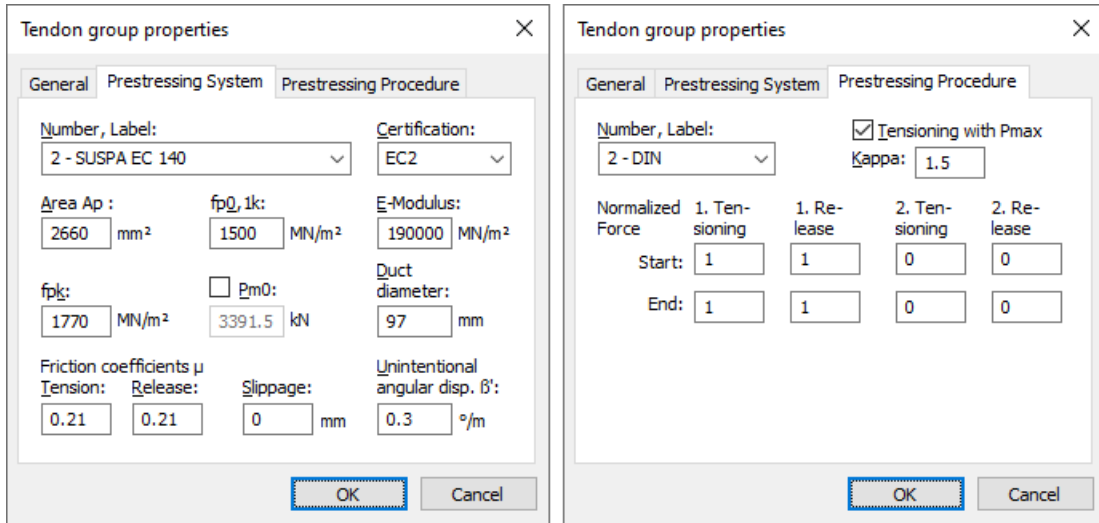 Tendon group properties
General Prestressing System Prestressing Procedure
Number, Label: Certification:
2 - SUSPA EC 140 EC2
Area Ap : fp0,1k: E-Modulus:
2660 mm² 1500 MN/m² 190000 MN/m²
fpk: Pm0: Duct diameter:
1770 MN/m² 3391.5 kN 97 mm
Friction coefficients µ Unintentional
Tension: Release: Slippage: angular disp. ß':
0.21 0.21 0 mm 0.3 °/m
OK Cancel
Tendon group properties
General Prestressing System Prestressing Procedure
Number, Label: Tensioning with Pmax
2 - DIN Kappa: 1.5
Normalized 1. Ten- 1. Re- 2. Ten- 2. Re-
Force sioning lease sioning lease
Start: 1 1 0 0
End: 1 1 0 0
OK Cancel